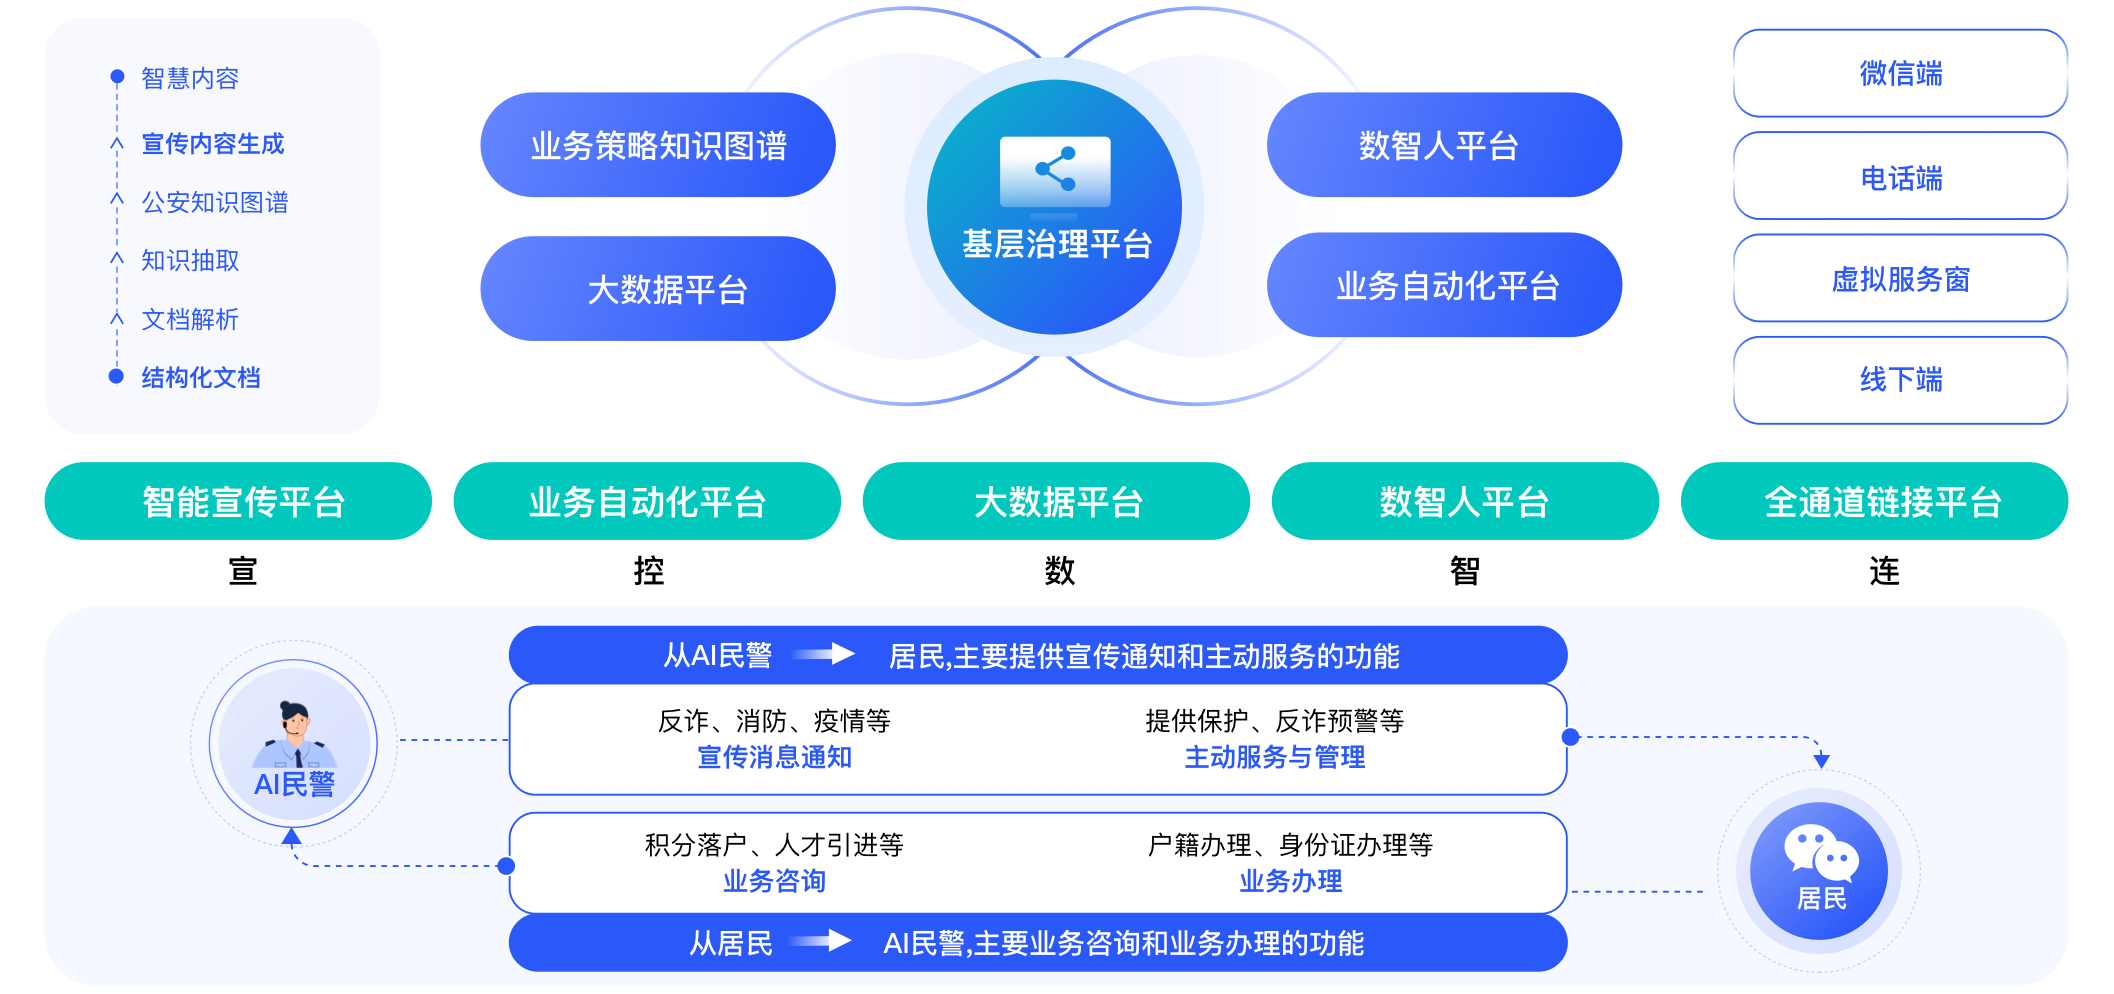 智慧内容
宣传内容生成
公安知识图谱
知识抽取
文档解析
结构化文档
业务策略知识图谱
大数据平台
基层治理平台
数智人平台
业务自动化平台
微信端
电话端
虚拟服务窗
线下端
智能宣传平台
业务自动化平台
大数据平台
数智人平台
全通道链接平台
宣
控
数
智
连
从AI民警
居民,主要提供宣传通知和主动服务的功能
反诈、消防、疫情等
宣传消息通知
提供保护、反诈预警等
主动服务与管理
AI民警
积分落户、人才引进等
业务咨询
户籍办理、身份证办理等
业务办理
居民
从居民
AI民警,主要业务咨询和业务办理的功能